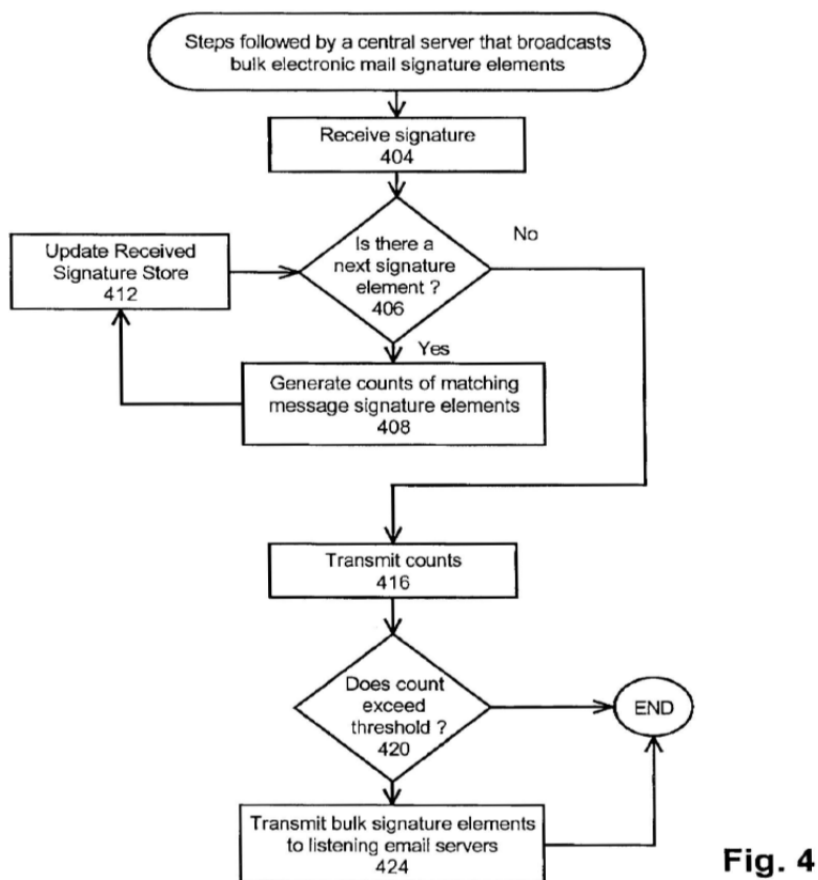 Steps followed by a central server that broadcasts
bulk electronic mail signature elements
Receive signature
404
Is there a
next signature
element ?
406
No
Update Received
Signature Store
412
Yes
Generate counts of matching
message signature elements
408
Transmit counts
416
Does count
exceed
threshold ?
420
END
Transmit bulk signature elements
to listening email servers
424
Fig. 4